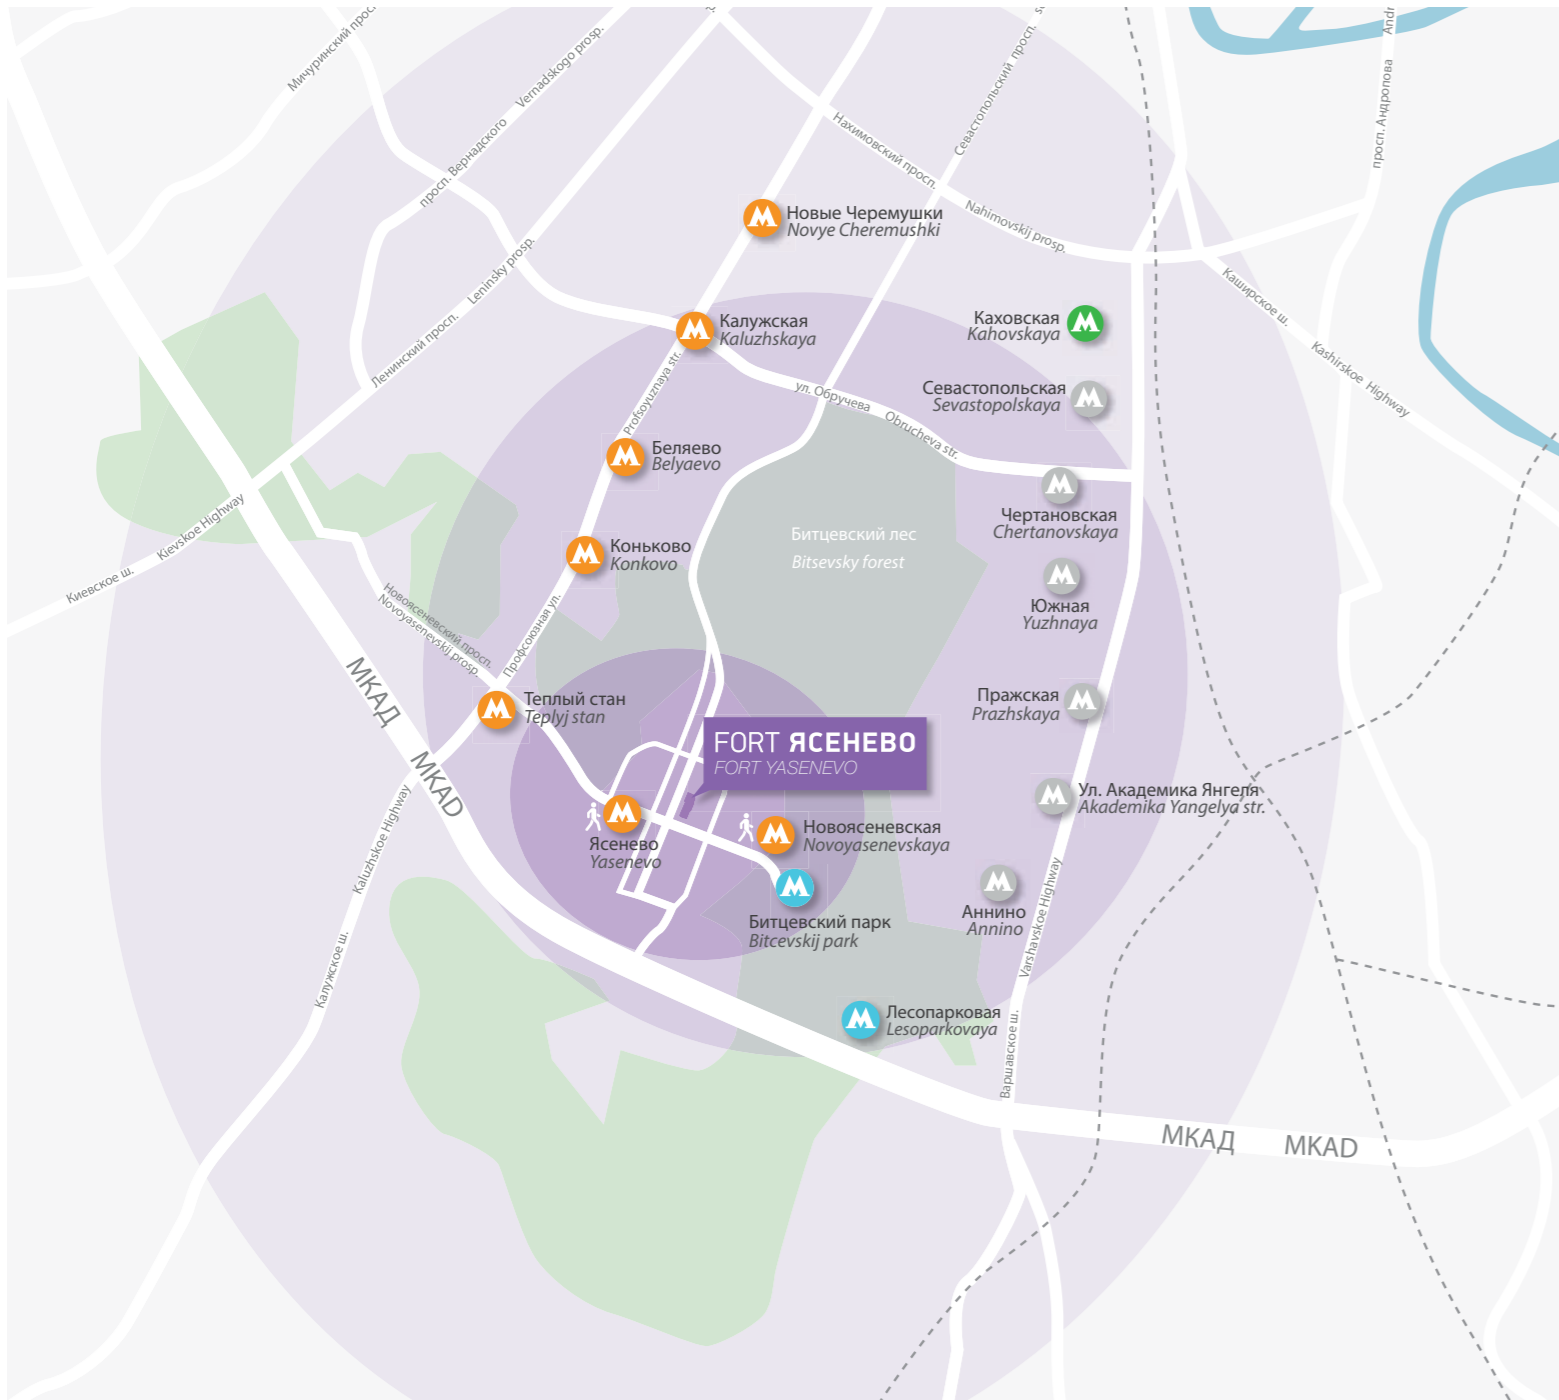 Мичуринский просп.
просп. Вернадского Vernadskogo prosp.
Ленинский просп. Leninsky prosp.
Севастопольский просп.
Нахимовский просп.
Nahimovskij prosp.
просп. Андропова
Каширское ш.
Kashirskoe Highway
Новые Черемушки
Novye Cheremushki
Калужская
Kaluzhskaya
Каховская
Kahovskaya
Севастопольская
Sevastopolskaya
ул. Обручева Obrucheva str.
Profsoyuznaya str.
Беляево
Belyaevo
Чертановская
Chertanovskaya
Битцевский лес
Bitsevsky forest
Коньково
Konkovo
Южная
Yuzhnaya
Киевское ш. Kievskoe Highway
Новоясеневский просп.
Novoyasenevskij prosp.
Профсоюзная ул.
Теплый стан
Teplyj stan
Пражская
Prazhskaya
МКАД
MKAD
FORT ЯСЕНЕВО
FORT YASENEVO
Ул. Академика Янгеля
Akademika Yangelya str.
Ясенево
Yasenevo
Новоясеневская
Novoyasenevskaya
Kaluzhskoe Highway
Калужское ш.
Битцевский парк
Bitcevskij park
Аннино
Annino
Varshavskoe Highway
Варшавское ш.
Лесопарковая
Lesoparkovaya
МКАД MKAD